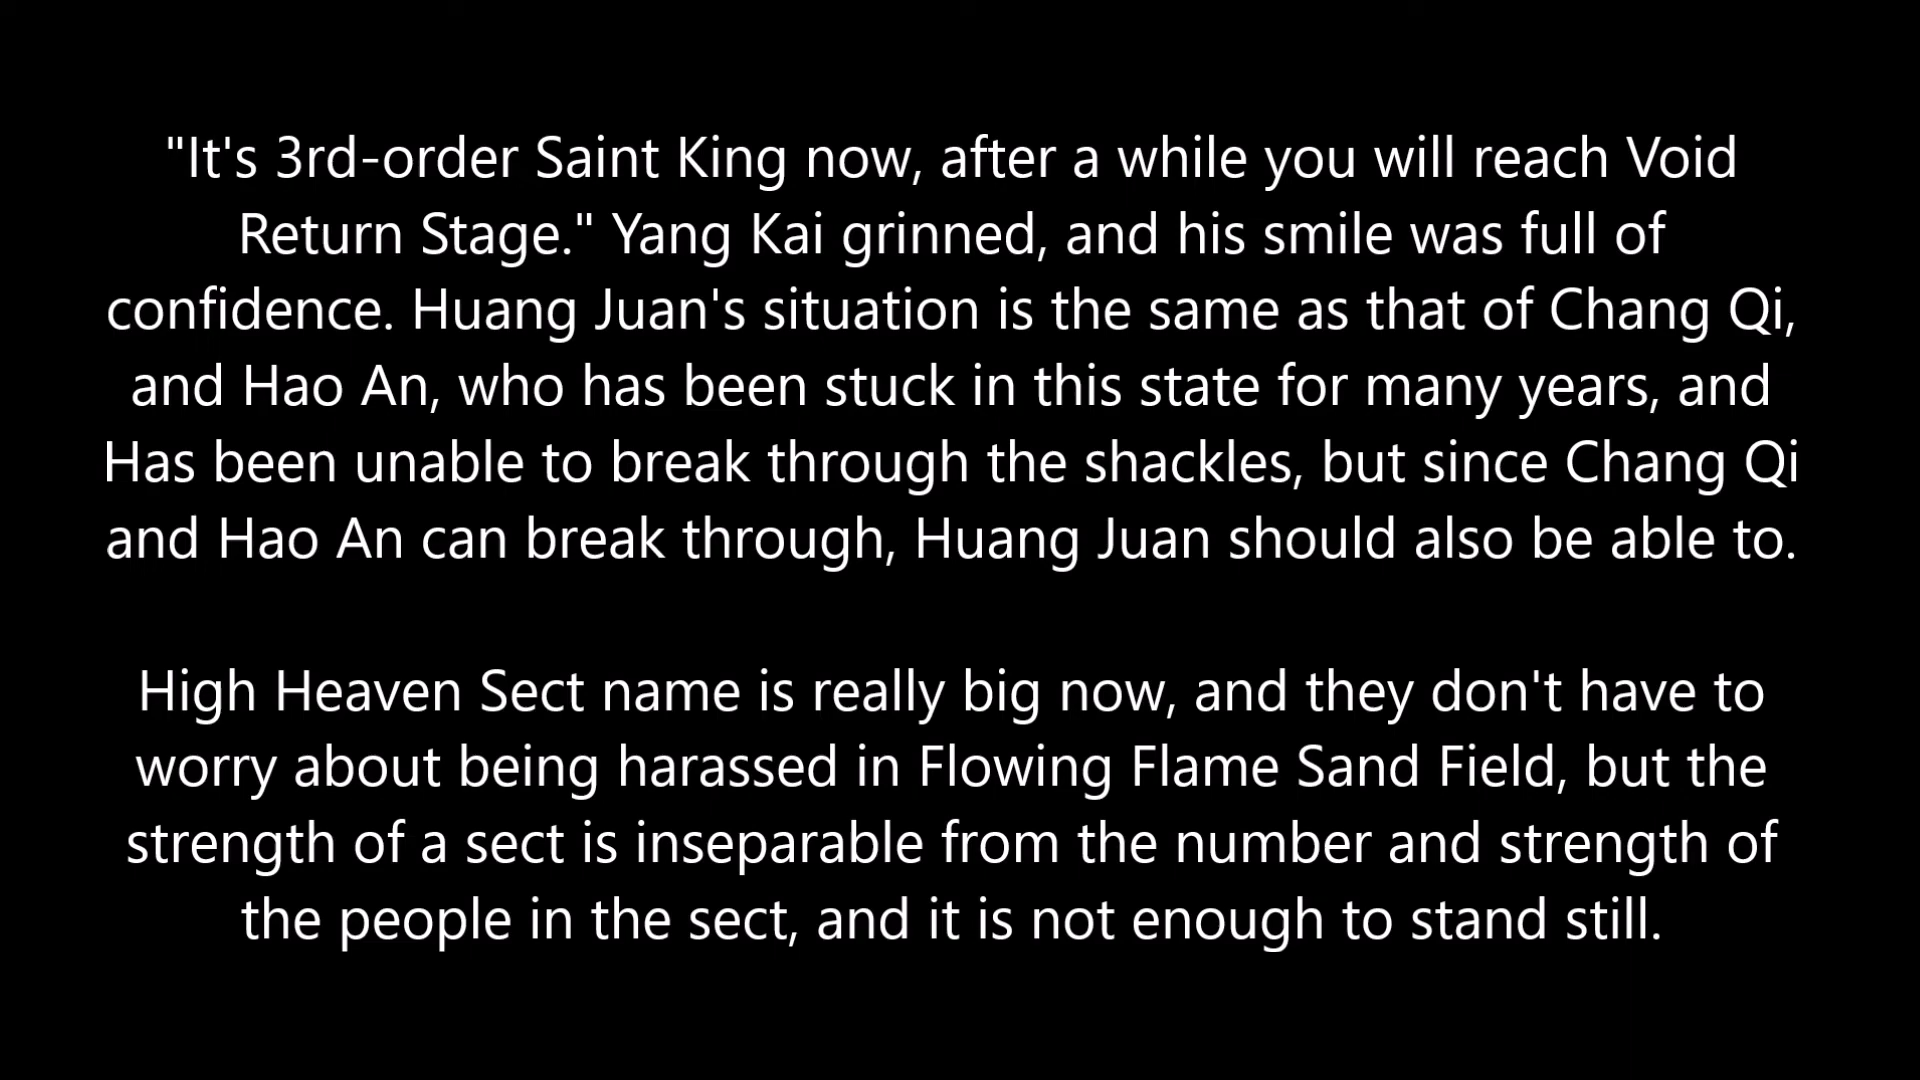 "It's 3rd-order Saint King now, after a while you will reach Void
Return Stage." Yang Kai grinned, and his smile was full of
confidence. Huang Juan's situation is the same as that of Chang Qi,
and Hao An, who has been stuck in this state for many years, and
Has been unable to break through the shackles, but since Chang Qi
and Hao An can break through, Huang Juan should also be able to.
High Heaven Sect name is really big now, and they don't have to
worry about being harassed in Flowing Flame Sand Field, but the
strength of a sect is inseparable from the number and strength of
the people in the sect, and it is not enough to stand still.